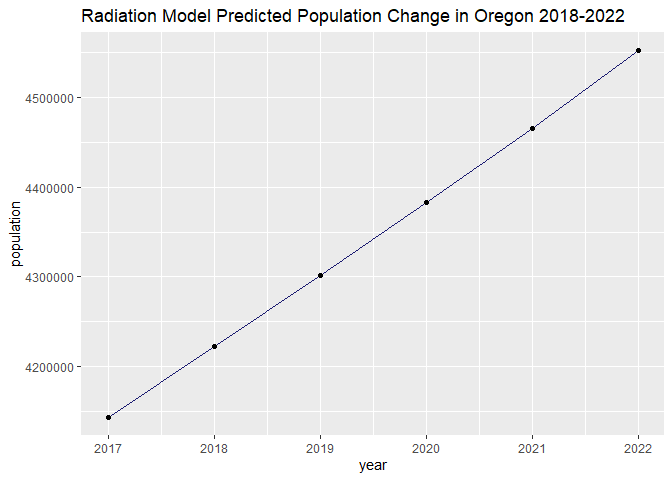 Radiation Model Predicted Population Change in Oregon 2018-2022
4500000
4400000
4300000
4200000
population
2017 2018 2019 2020 2021 2022
year